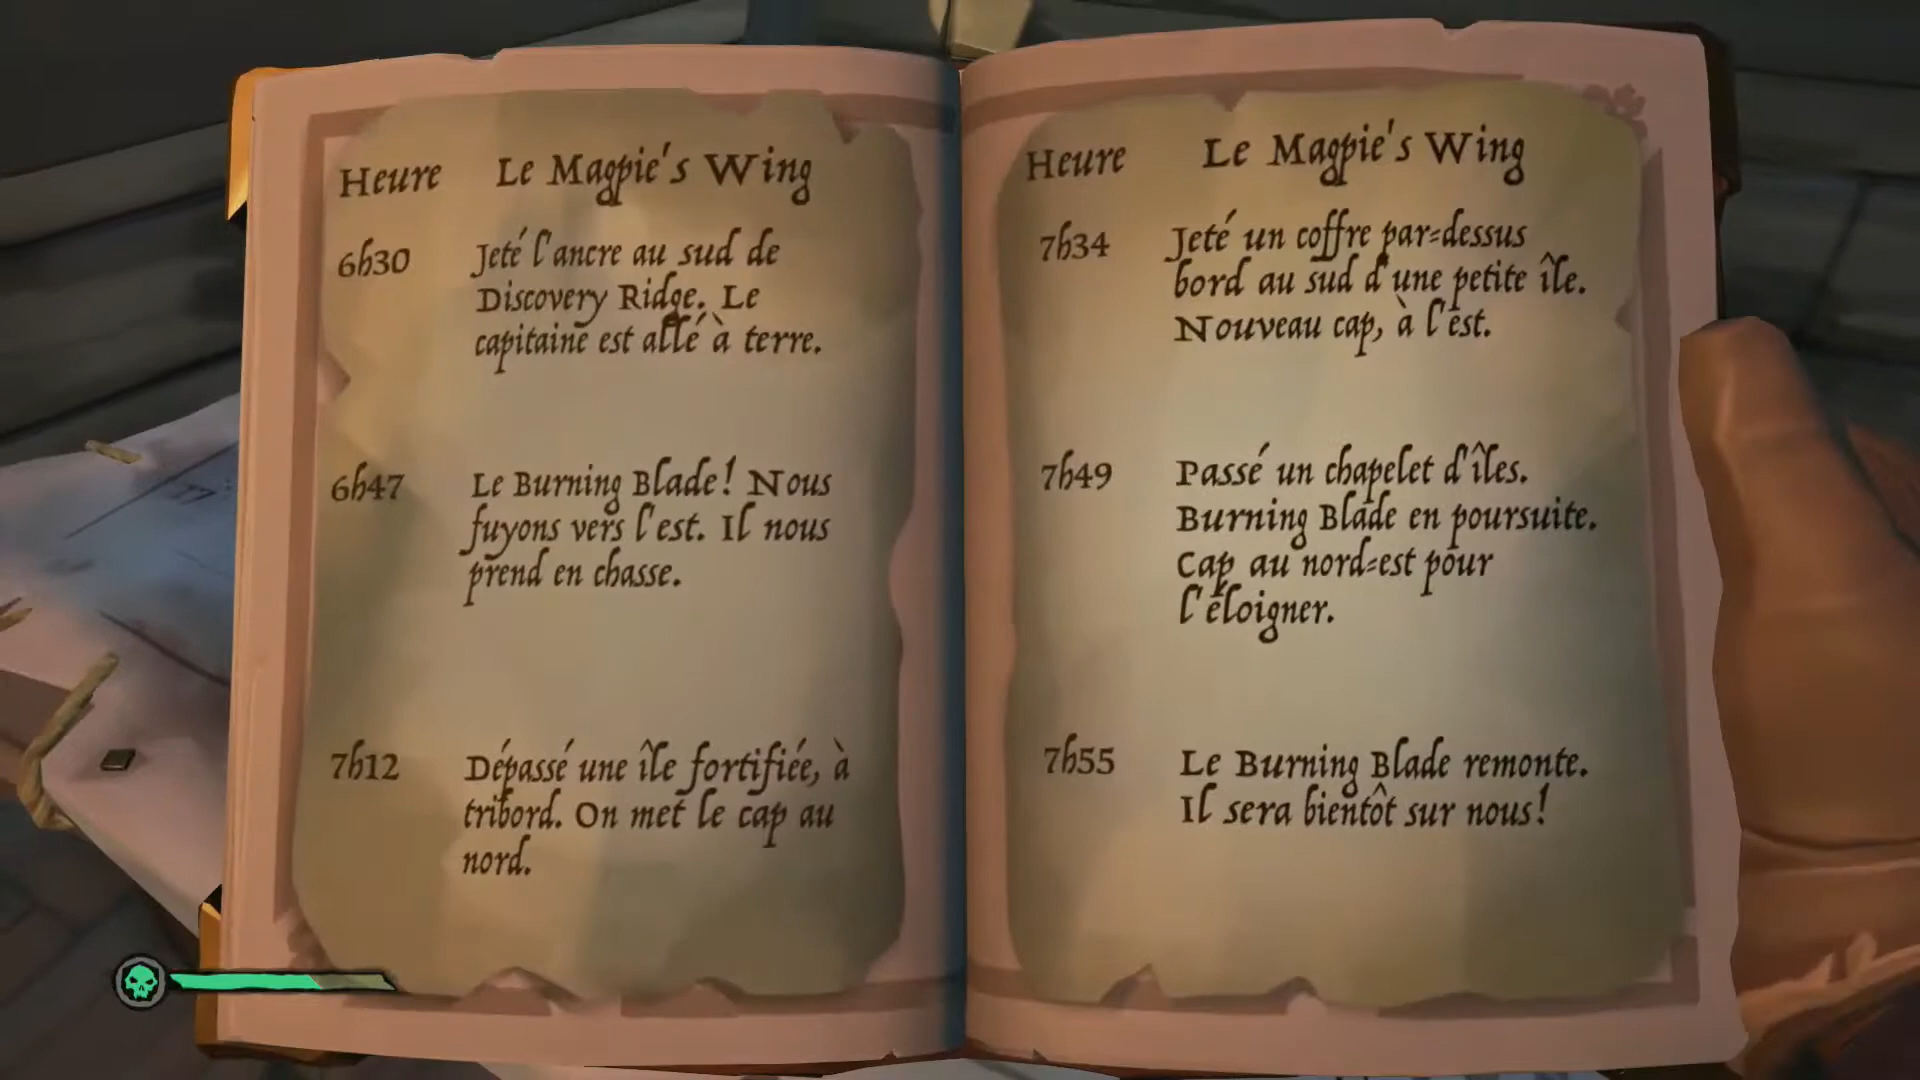 Heure Le Magpie's Wing
6h30 Jeté l'ancre au sud de
Discovery Ridge. Le
capitaine est allé à terre.
6h47 Le Burning Blade! Nous
fuyons vers l'est. Il nous
prend en chasse.
7h12 Dépassé une île fortifiée, à
tribord. On met le cap au
nord.
Heure Le Magpie's Wing
7h34 Jeté un coffre par-dessus
bord au sud d'une petite île.
Nouveau cap, à l'est.
7h49 Passé un chapelet d'îles.
Burning Blade en poursuite.
Cap au nord-est pour
l'éloigner.
7h55 Le Burning Blade remonte.
Il sera bientôt sur nous!